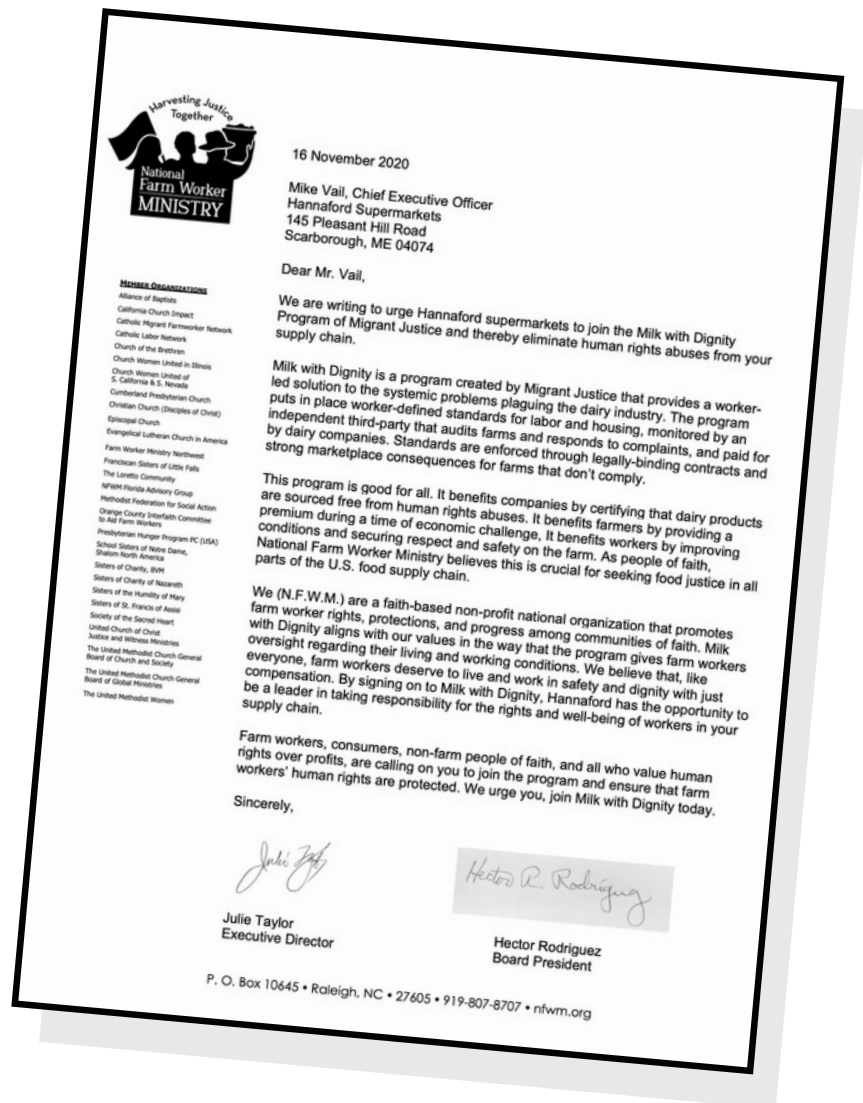 Harvesting Justice
Together
National
Farm Worker
MINISTRY
16 November 2020
Mike Vail, Chief Executive Officer
Hannaford Supermarkets
145 Pleasant Hill Road
Scarborough, ME 04074
Dear Mr. Vail,
We are writing to urge Hannaford supermarkets to join the Milk with Dignity
Program of Migrant Justice and thereby eliminate human rights abuses from your
supply chain.
Milk with Dignity is a program created by Migrant Justice that provides a worker-
led solution to the systemic problems plaguing the dairy industry. The program
puts in place worker-defined standards for labor and housing, monitored by an
independent third-party that audits farms and responds to complaints, and paid for
by dairy companies. Standards are enforced through legally-binding contracts and
strong marketplace consequences for farms that don't comply.
This program is good for all. It benefits companies by certifying that dairy products
are sourced free from human rights abuses. It benefits farmers by providing a
premium during a time of economic challenge, It benefits workers by improving
conditions and securing respect and safety on the farm. As people of faith,
National Farm Worker Ministry believes this is crucial for seeking food justice in all
parts of the U.S. food supply chain.
We (N.F.W.M.) are a faith-based non-profit national organization that promotes
farm worker rights, protections, and progress among communities of faith. Milk
with Dignity aligns with our values in the way that the program gives farm workers
oversight regarding their living and working conditions. We believe that, like
everyone, farm workers deserve to live and work in safety and dignity with just
compensation. By signing on to Milk with Dignity, Hannaford has the opportunity to
be a leader in taking responsibility for the rights and well-being of workers in your
supply chain.
Farm workers, consumers, non-farm people of faith, and all who value human
rights over profits, are calling on you to join the program and ensure that farm
workers' human rights are protected. We urge you, join Milk with Dignity today.
Sincerely,
Hector R. Rodriguez
Julie Taylor
Executive Director
Hector Rodriguez
Board President
MEMBER ORGANIZATIONS
Alliance of Baptists
California Church Impact
Catholic Migrant Farmworker Network
Catholic Labor Network
Church of the Brethren
Church Women United in Illinois
Church Women United of
S. California & S. Nevada
Cumberland Presbyterian Church
Christian Church (Disciples of Christ)
Episcopal Church
Evangelical Lutheran Church in America
Farm Worker Ministry Northwest
Franciscan Sisters of Little Falls
The Loretto Community
NFWM Florida Advisory Group
Methodist Federation for Social Action
Orange County Interfaith Committee
to Aid Farm Workers
Presbyterian Hunger Program PC (USA)
School Sisters of Notre Dame,
Shalom North America
Sisters of Charity, BVM
Sisters of Charity of Nazareth
Sisters of the Humility of Mary
Sisters of St. Francis of Assisi
Society of the Sacred Heart
United Church of Christ
Justice and Witness Ministries
The United Methodist Church General
Board of Church and Society
The United Methodist Church General
Board of Global Ministries
The United Methodist Women
P. O. Box 10645 • Raleigh, NC • 27605 • 919-807-8707 • nfwm.org